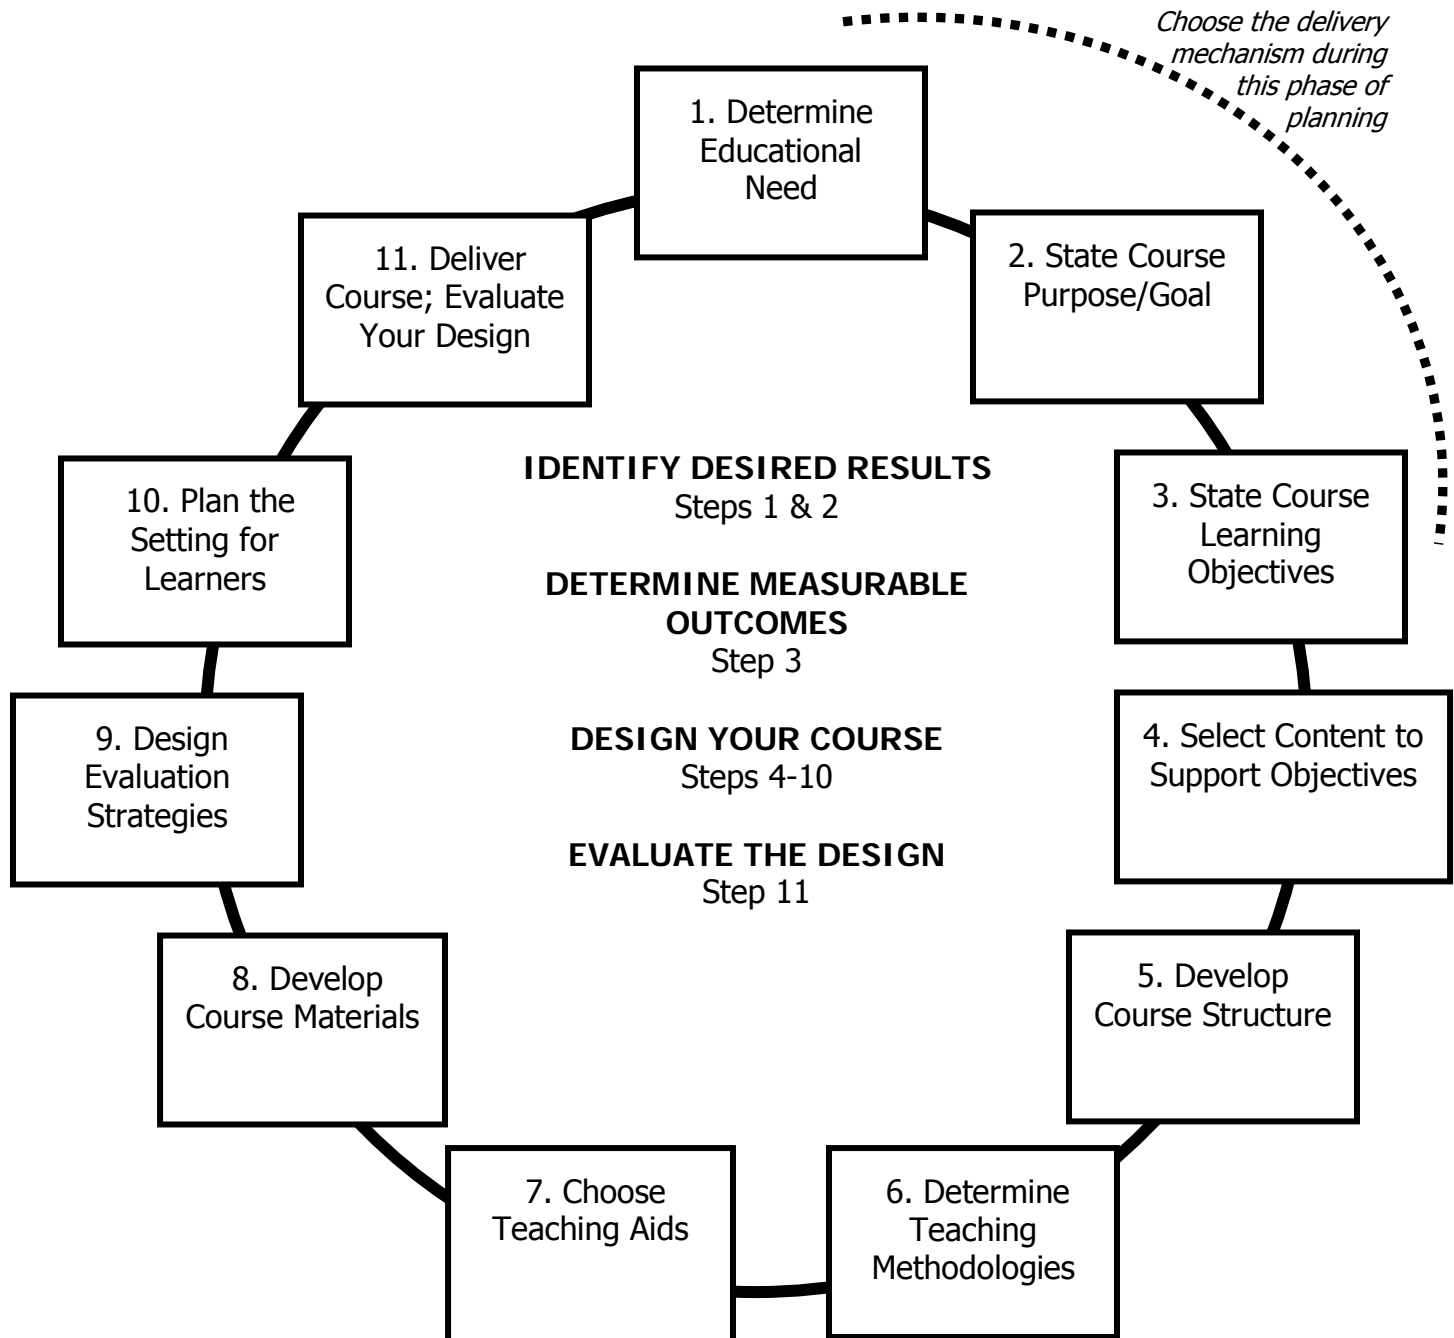 Choose the delivery
mechanism during
this phase of
planning
1. Determine
Educational
Need
2. State Course
Purpose/Goal
3. State Course
Learning
Objectives
4. Select Content to
Support Objectives
5. Develop
Course Structure
6. Determine
Teaching
Methodologies
7. Choose
Teaching Aids
8. Develop
Course Materials
9. Design
Evaluation
Strategies
10. Plan the
Setting for
Learners
11. Deliver
Course; Evaluate
Your Design
IDENTIFY DESIRED RESULTS
Steps 1 & 2
DETERMINE MEASURABLE
OUTCOMES
Step 3
DESIGN YOUR COURSE
Steps 4-10
EVALUATE THE DESIGN
Step 11